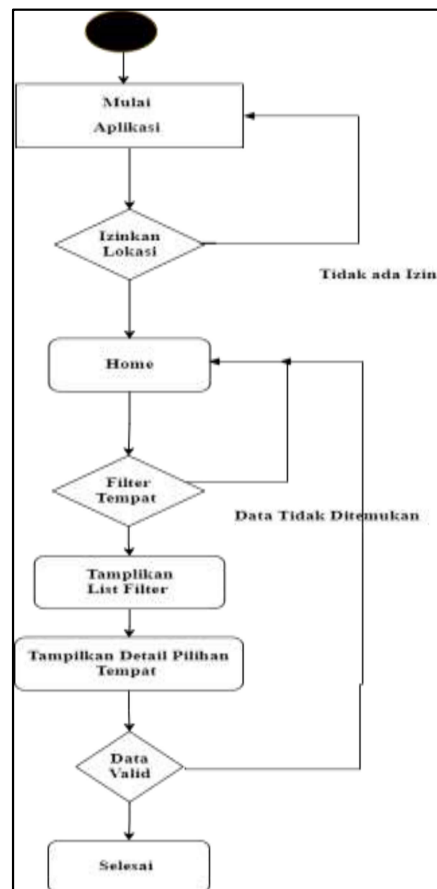 Mulai
Aplikasi
Izinkan
Lokasi
Tidak ada Izin
Home
Filter
Tempat
Data Tidak Ditemukan
Tamplikan
List Filter
Tampilkan Detail Pilihan
Tempat
Data
Valid
Selesai